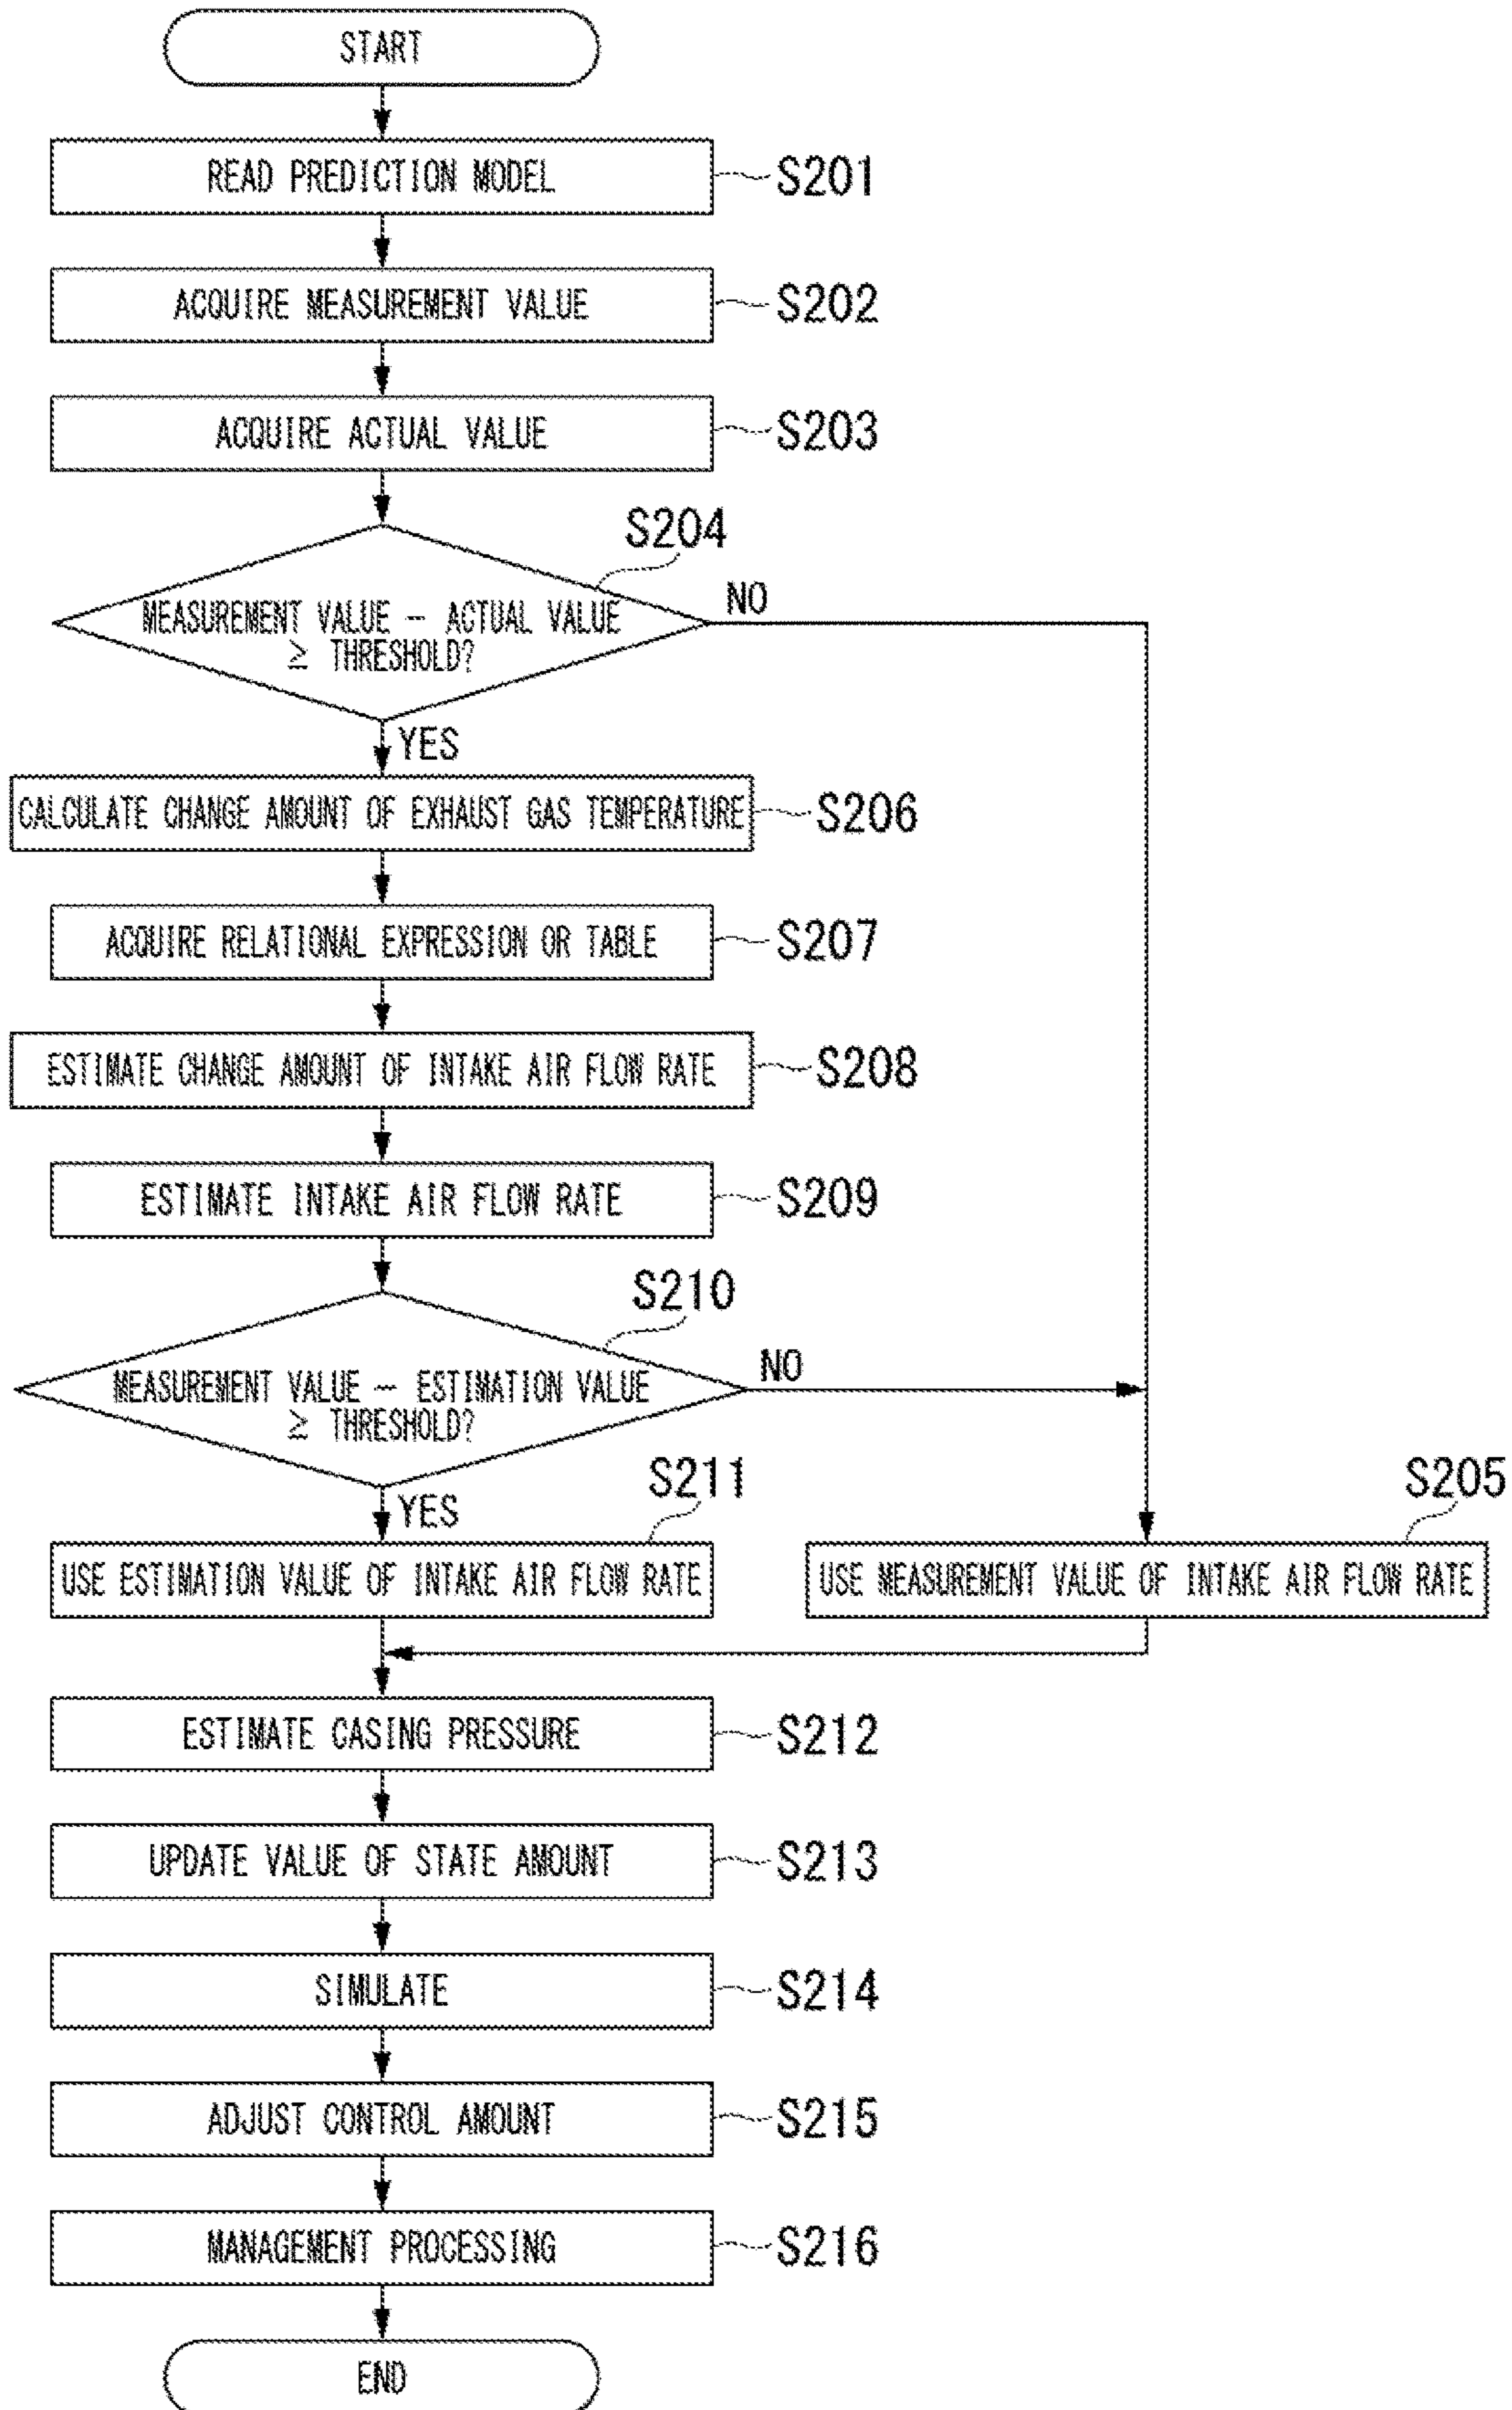 START
READ PREDICTION MODEL
S201
ACQUIRE MEASUREMENT VALUE
S202
ACQUIRE ACTUAL VALUE
S203
S204
MEASUREMENT VALUE - ACTUAL VALUE
≥ THRESHOLD?
NO
YES
CALCULATE CHANGE AMOUNT OF EXHAUST GAS TEMPERATURE
S206
ACQUIRE RELATIONAL EXPRESSION OR TABLE
S207
ESTIMATE CHANGE AMOUNT OF INTAKE AIR FLOW RATE
S208
ESTIMATE INTAKE AIR FLOW RATE
S209
S210
MEASUREMENT VALUE - ESTIMATION VALUE
≥ THRESHOLD?
NO
YES
S211
USE ESTIMATION VALUE OF INTAKE AIR FLOW RATE
S205
USE MEASUREMENT VALUE OF INTAKE AIR FLOW RATE
ESTIMATE CASING PRESSURE
S212
UPDATE VALUE OF STATE AMOUNT
S213
SIMULATE
S214
ADJUST CONTROL AMOUNT
S215
MANAGEMENT PROCESSING
S216
END